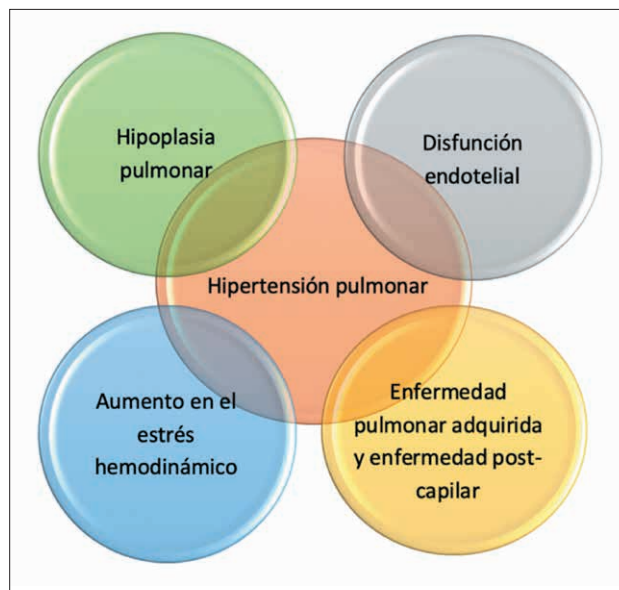 Hipoplasia
pulmonar
Disfunción
endotelial
Hipertensión pulmonar
Aumento en el
estrés
hemodinámico
Enfermedad
pulmonar adquirida
y enfermedad post-
capilar